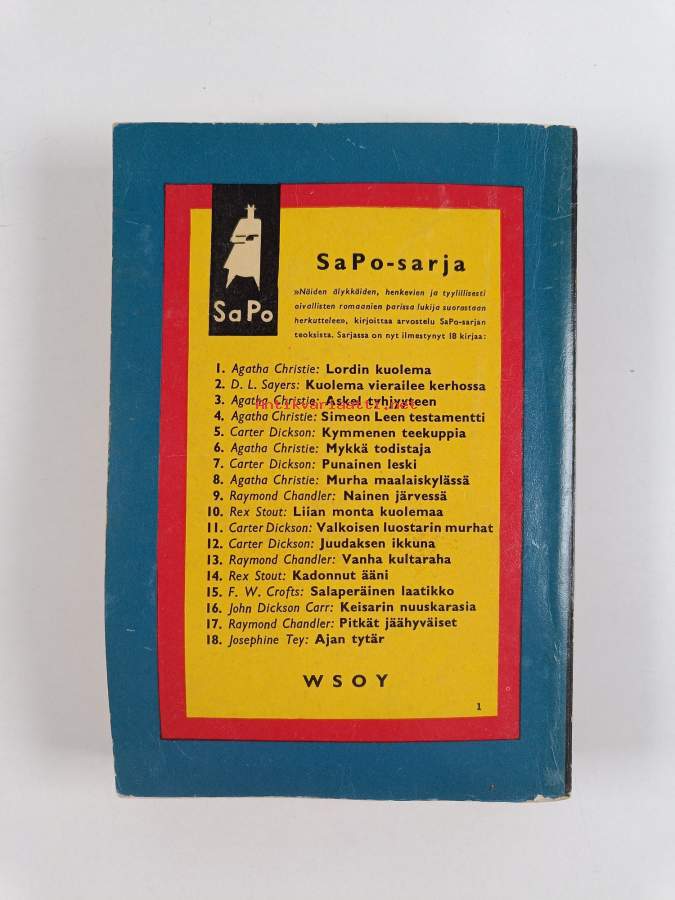 SaPo
SaPo-sarja
»Näiden älykkäiden, henkevien ja tyylillisesti
oivallisten romaanien parissa lukija suorastaan
herkuttelee», kirjoittaa arvostelu SaPo-sarjan
teoksista. Sarjassa on nyt ilmestynyt 18 kirjaa:
1. Agatha Christie: Lordin kuolema
2. D. L. Sayers: Kuolema vierailee kerhossa
3. Agatha Christie: Askel tyhjyyteen
Antikvariaatti.net
4. Agatha Christie: Simeon Leen testamentti
5. Carter Dickson: Kymmenen teekuppia
6. Agatha Christie: Mykkä todistaja
7. Carter Dickson: Punainen leski
8. Agatha Christie: Murha maalaiskylässä
9. Raymond Chandler: Nainen järvessä
10. Rex Stout: Liian monta kuolemaa
11. Carter Dickson: Valkoisen luostarin murhat
12. Carter Dickson: Juudaksen ikkuna
13. Raymond Chandler: Vanha kultaraha
14. Rex Stout: Kadonnut ääni
15. F. W. Crofts: Salaperäinen laatikko
16. John Dickson Carr: Keisarin nuuskarasia
17. Raymond Chandler: Pitkät jäähyväiset
18. Josephine Tey: Ajan tytär
WSOY
1